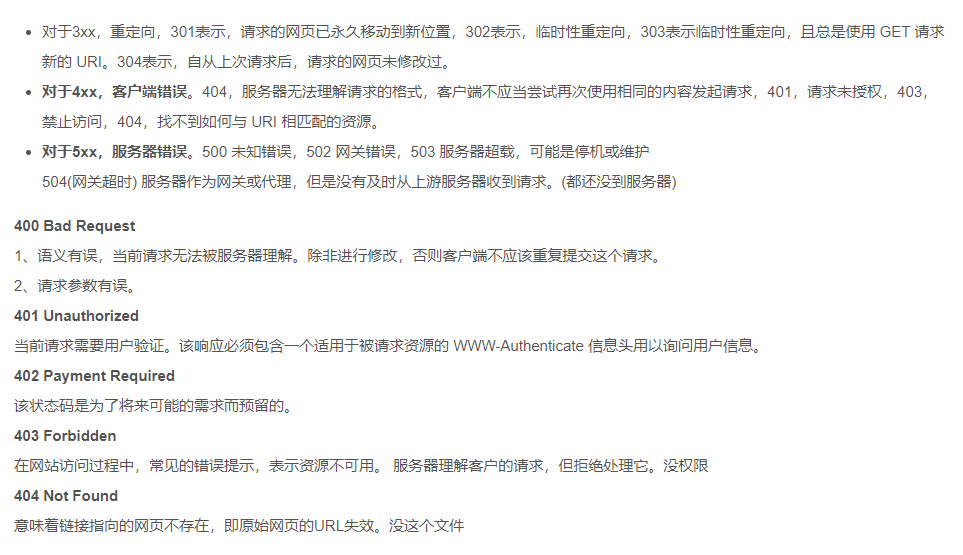 对于3xx，重定向，301表示，请求的网页已永久移动到新位置，302表示，临时性重定向，303表示临时性重定向，且总是使用 GET 请求
新的 URI。304表示，自从上次请求后，请求的网页未修改过。
对于4xx，客户端错误。404，服务器无法理解请求的格式，客户端不应当尝试再次使用相同的内容发起请求，401，请求未授权，403，
禁止访问，404，找不到如何与 URI 相匹配的资源。
对于5xx，服务器错误。500 未知错误，502 网关错误，503 服务器超载，可能是停机或维护
504(网关超时) 服务器作为网关或代理，但是没有及时从上游服务器收到请求。(都还没到服务器)
400 Bad Request
1、语义有误，当前请求无法被服务器理解。除非进行修改，否则客户端不应该重复提交这个请求。
2、请求参数有误。
401 Unauthorized
当前请求需要用户验证。该响应必须包含一个适用于被请求资源的 WWW-Authenticate 信息头用以询问用户信息。
402 Payment Required
该状态码是为了将来可能的需求而预留的。
403 Forbidden
在网站访问过程中，常见的错误提示，表示资源不可用。 服务器理解客户的请求，但拒绝处理它。没权限
404 Not Found
意味着链接指向的网页不存在，即原始网页的URL失效。没这个文件